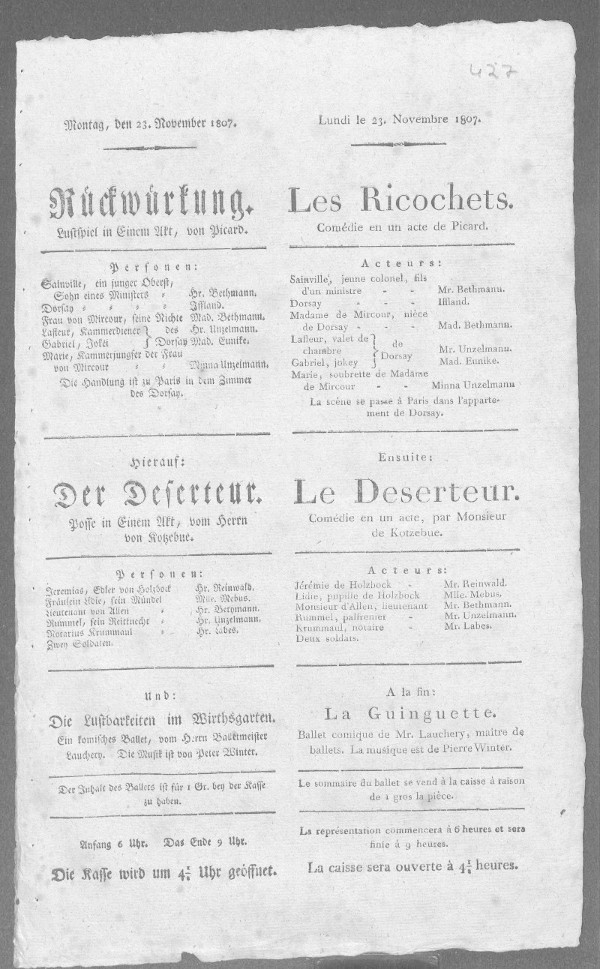 427
Montag, den 23. November 1807.
Rückwürkung.
Lustspiel in Einem Akt, von Picard.
Personen:
Sainville, ein junger Oberst,
Sohn eines Ministers " Hr. Bethmann.
Dorsay " " " Iffland.
Frau von Mircour, seine Nichte Mad. Bethmann.
Lafleur, Kammerdiener } des Hr. Unzelmann.
Gabriel, Jokei } Dorsay Mad. Eunike.
Marie, Kammerjungfer der Frau
von Mircour " " Minna Unzelmann.
Die Handlung ist zu Paris in dem Zimmer
des Dorsay.
Hierauf:
Der Deserteur.
Posse in Einem Akt, vom Herrn
von Kotzebue.
Personen:
Jeremias, Edler von Holzbock Hr. Reinwald.
Fräulein Lidie, sein Mündel Mlle. Mebus.
Lieutenant von Allen " Hr. Bethmann.
Rummel, sein Reitknecht " Hr. Unzelmann.
Notarius Krummaul " Hr. Labes.
Zwey Soldaten.
Und:
Die Lustbarkeiten im Wirthsgarten.
Ein komisches Ballet, vom Herrn Balletmeister
Lauchery. Die Musik ist von Peter Winter.
Der Inhalt des Ballets ist für 1 Gr. bey der Kasse
zu haben.
Anfang 6 Uhr. Das Ende 9 Uhr.
Die Kasse wird um 4½ Uhr geöffnet.
Lundi le 23. Novembre 1807.
Les Ricochets.
Comédie en un acte de Picard.
Acteurs:
Sainville, jeune colonel, fils
d'un ministre - - Mr. Bethmann.
Dorsay - - - Iffland.
Madame de Mircour, nièce
de Dorsay - - - Mad. Bethmann.
Lafleur, valet de
chambre } de Dorsay Mr. Unzelmann.
Gabriel, jokey } Mad. Eunike.
Marie, soubrette de Madame
de Mircour - - Minna Unzelmann
La scène se passe à Paris dans l'apparte-
ment de Dorsay.
Ensuite:
Le Deserteur.
Comédie en un acte, par Monsieur
de Kotzebue.
Acteurs:
Jérémie de Holzbock - Mr. Reinwald.
Lidie, pupille de Holzbock Mlle. Mebus.
Monsieur d'Allen, lieutenant Mr. Bethmann.
Rummel, palfrenier - Mr. Unzelmann.
Krummaul, notaire - Mr. Labes.
Deux soldats.
A la fin:
La Guinguette.
Ballet comique de Mr. Lauchery, maître de
ballets. La musique est de Pierre Winter.
Le sommaire du ballet se vend à la caisse à raison
de 1 gros la pièce.
La représentation commencera à 6 heures et sera
finie à 9 heures.
La caisse sera ouverte à 4½ heures.